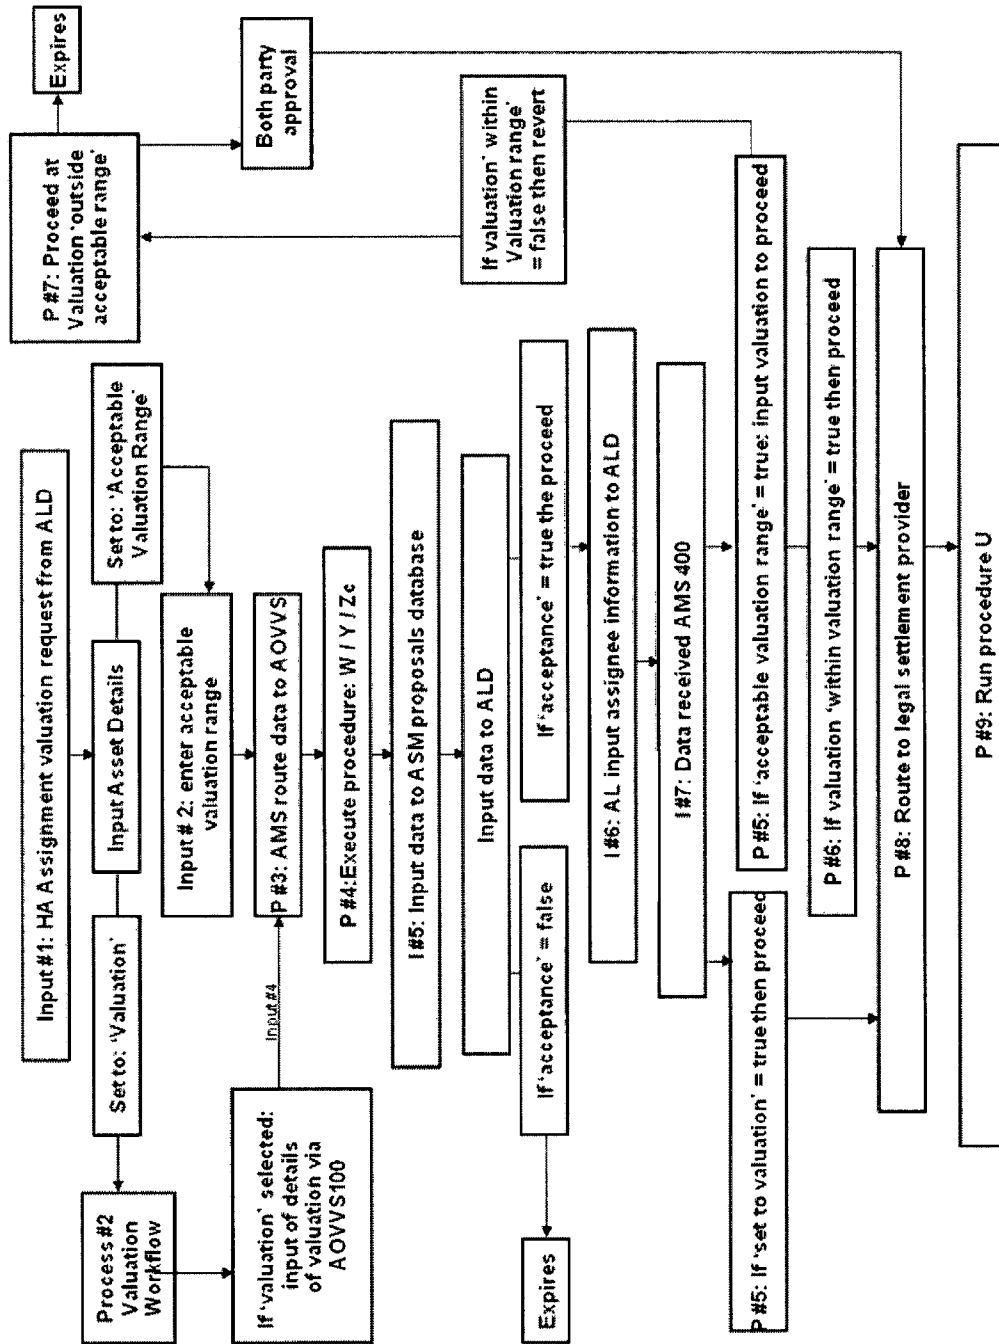 Input #1: HA Assignment valuation request from ALD
Set to: ‘Valuation’
Input Asset Details
Set to: ‘Acceptable
Valuation Range’
Process #2
Valuation
Workflow
Input # 2: enter acceptable
valuation range
If ‘valuation’ selected:
input of details
of valuation via
AOVVS100
Input #4
P #3: AMS route data to AOVVS
P #4:Execute procedure: W / Y / Zc
I #5: Input data to ASM proposals database
Input data to ALD
If ‘acceptance’ = false
If ‘acceptance’ = true the proceed
Expires
I #6: AL input assignee information to ALD
I #7: Data received AMS 400
P #5: If ‘set to valuation’ = true then proceed
P #5: If ‘acceptable valuation range’ = true: input valuation to proceed
P #6: If valuation ‘within valuation range’ = true then proceed
P #8: Route to legal settlement provider
P #9: Run procedure U
P #7: Proceed at
Valuation ‘outside
acceptable range’
Expires
Both party
approval
If valuation’ within
Valuation range’
= false then revert